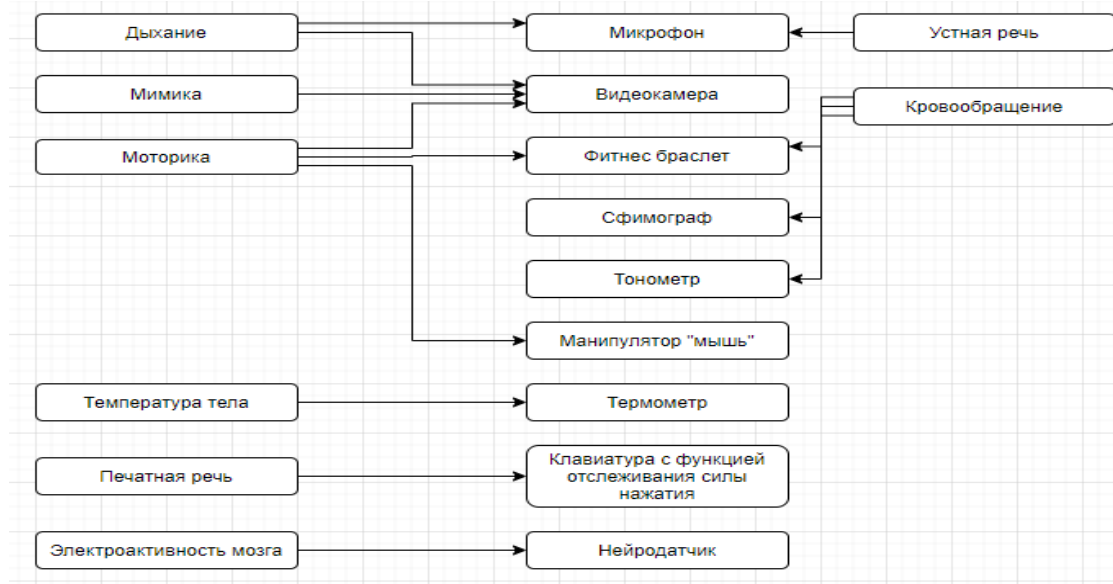 Дыхание
Микрофон
Устная речь
Мимика
Видеокамера
Кровообращение
Моторика
Фитнес браслет
Сфимограф
Тонометр
Манипулятор "мышь"
Температура тела
Термометр
Печатная речь
Клавиатура с функцией
отслеживания силы
нажатия
Электроактивность мозга
Нейродатчик